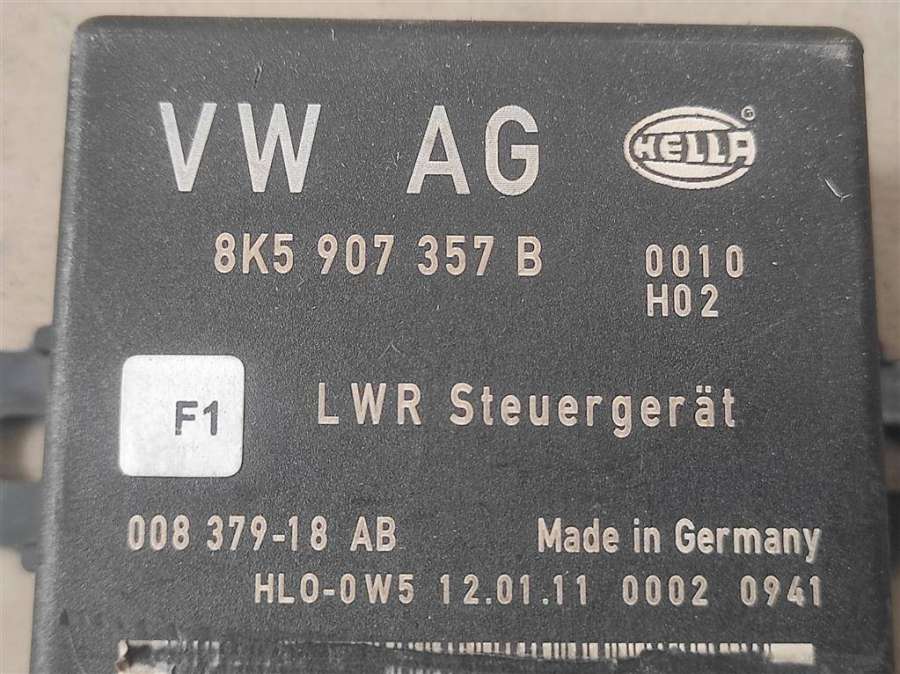 VW AG HELLA
8K5 907 357 B 0010
H02
F1 LWR Steuergerät
008 379-18 AB Made in Germany
HLO-0W5 12.01.11 0002 0941